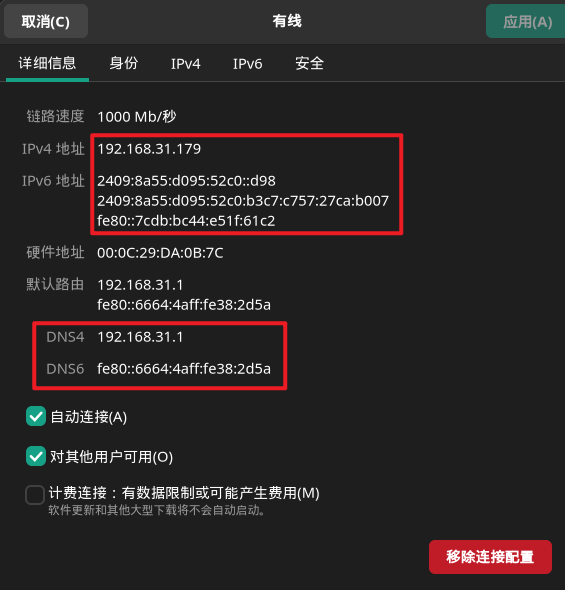 取消(C) 有线 应用(A)
详细信息 身份 IPv4 IPv6 安全
链路速度 1000 Mb/秒
IPv4 地址 192.168.31.179
IPv6 地址 2409:8a55:d095:52c0::d98
2409:8a55:d095:52c0:b3c7:c757:27ca:b007
fe80::7cdb:bc44:e51f:61c2
硬件地址 00:0C:29:DA:0B:7C
默认路由 192.168.31.1
fe80::6664:4aff:fe38:2d5a
DNS4 192.168.31.1
DNS6 fe80::6664:4aff:fe38:2d5a
自动连接(A)
对其他用户可用(O)
计费连接：有数据限制或可能产生费用(M)
软件更新和其他大型下载将不会自动启动。
移除连接配置